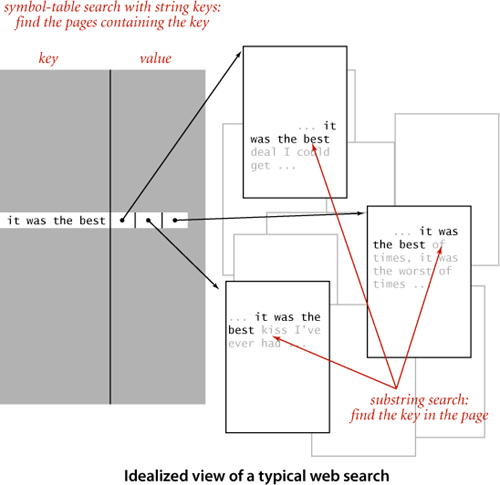 symbol-table search with string keys:
find the pages containing the key
key
value
... it
was the best
deal I could
get ...
it was the best
... it was
the best of
times, it was
the worst of
times ...
... it was the
best kiss I've
ever had ...
substring search:
find the key in the page
Idealized view of a typical web search